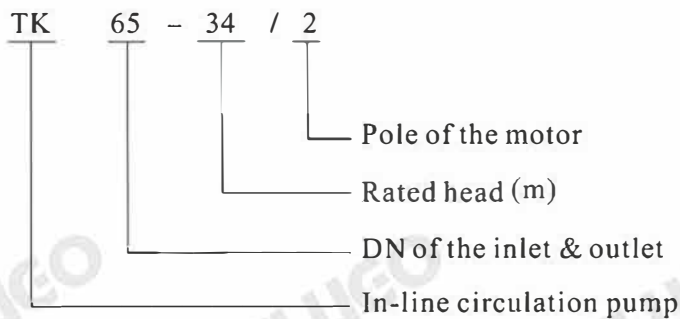 TK 65 - 34 / 2
Pole of the motor
Rated head (m)
DN of the inlet & outlet
In-line circulation pump